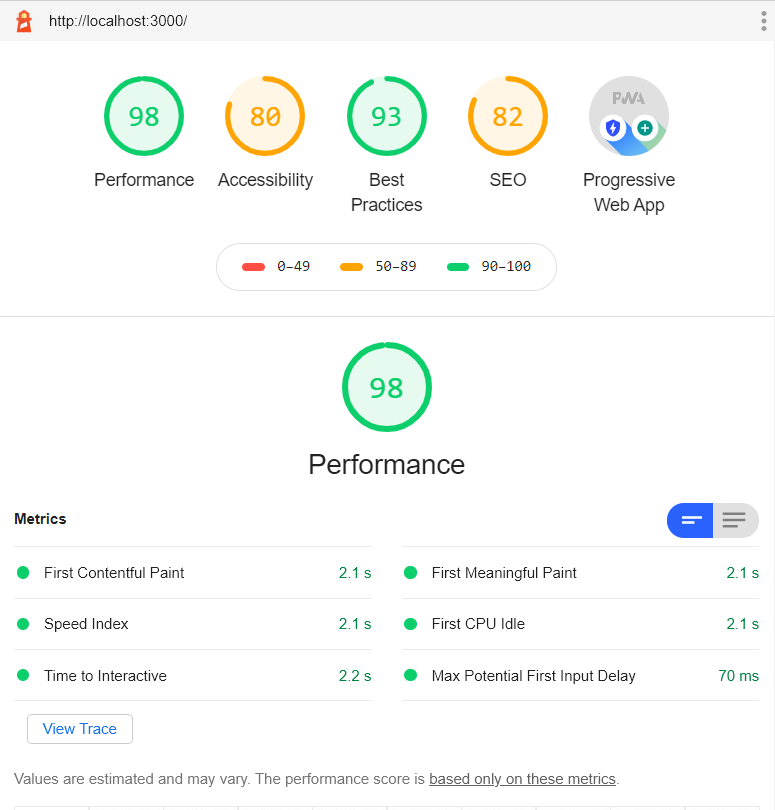 http://localhost:3000/
98
80
93
82
PWA
Performance
Accessibility
Best
Practices
SEO
Progressive
Web App
0–49
50–89
90–100
98
Performance
Metrics
First Contentful Paint 2.1 s
First Meaningful Paint 2.1 s
Speed Index 2.1 s
First CPU Idle 2.1 s
Time to Interactive 2.2 s
Max Potential First Input Delay 70 ms
View Trace
Values are estimated and may vary. The performance score is based only on these metrics.